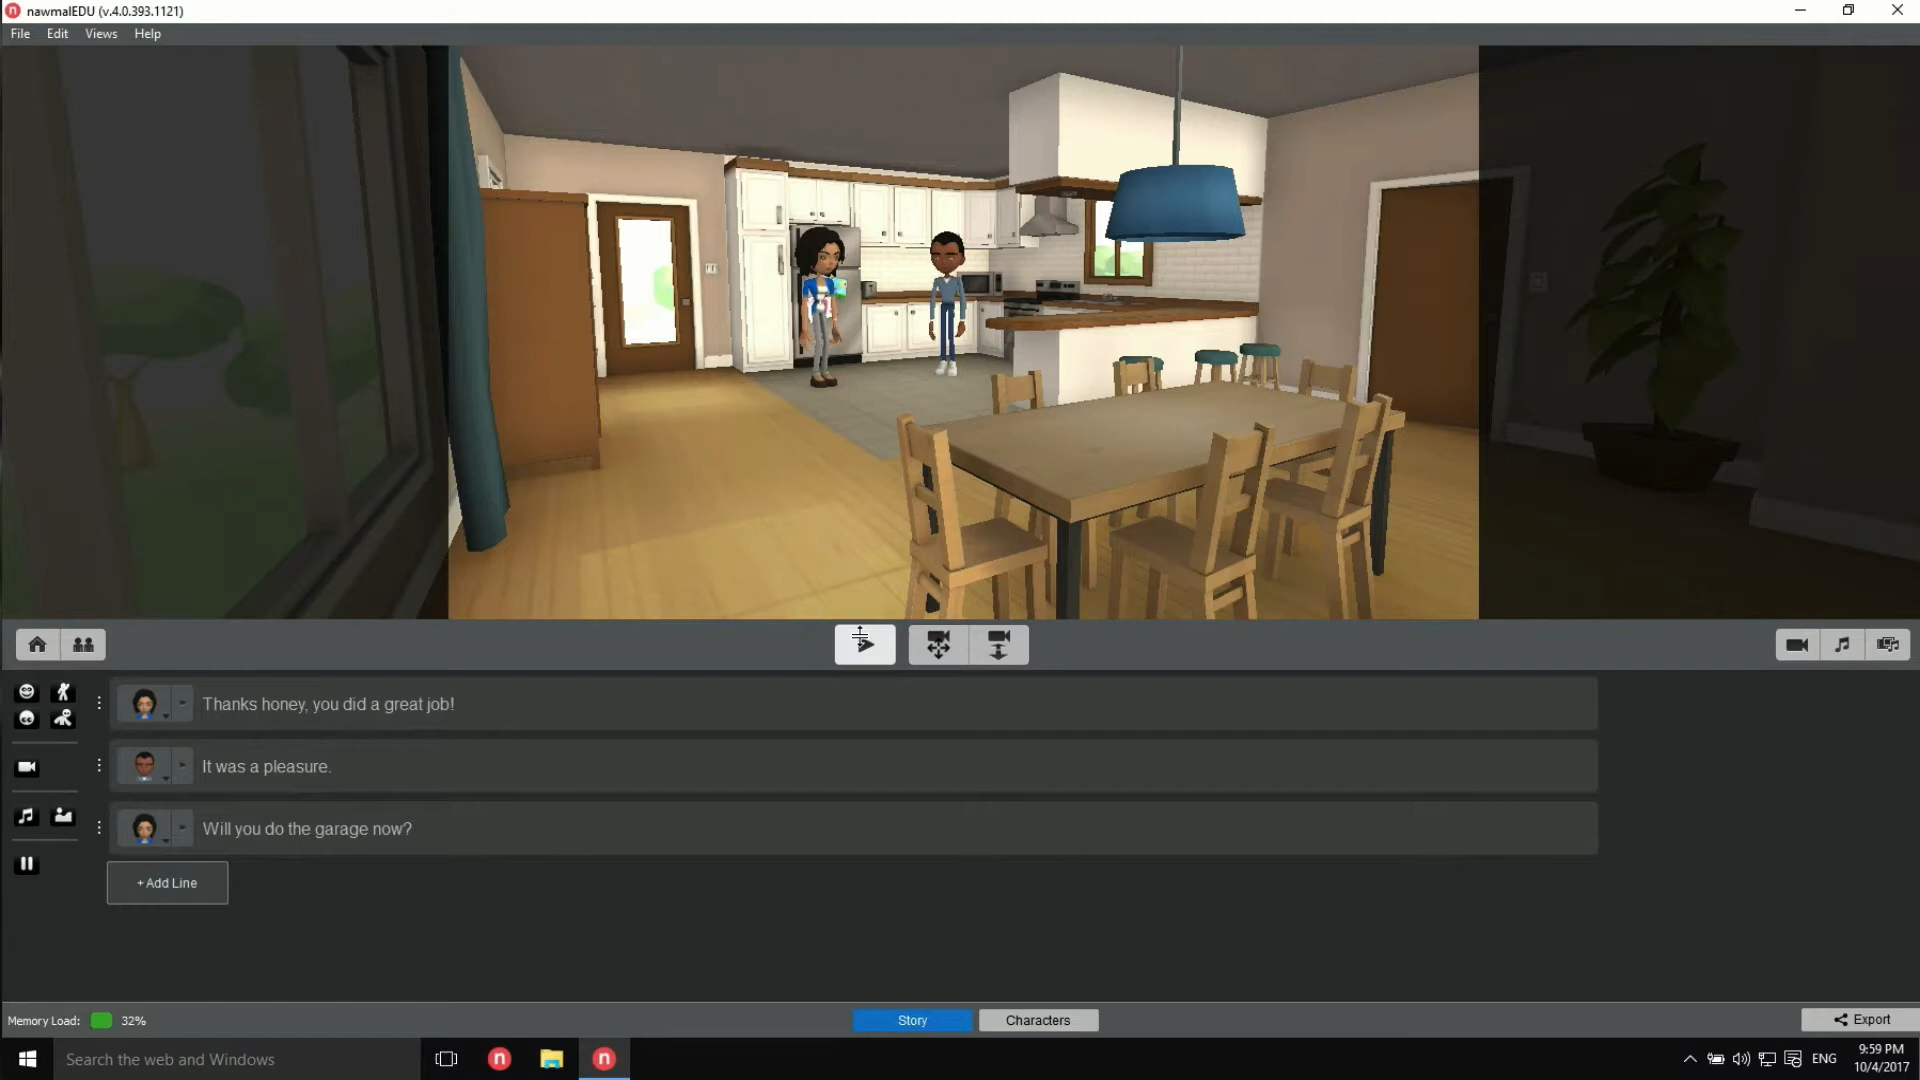 nawmalEDU (v.4.0.393.1121)
File Edit Views Help
Thanks honey, you did a great job!
It was a pleasure.
Will you do the garage now?
+ Add Line
Memory Load: 32%
Story
Characters
Export
Search the web and Windows
ENG
9:59 PM
10/4/2017